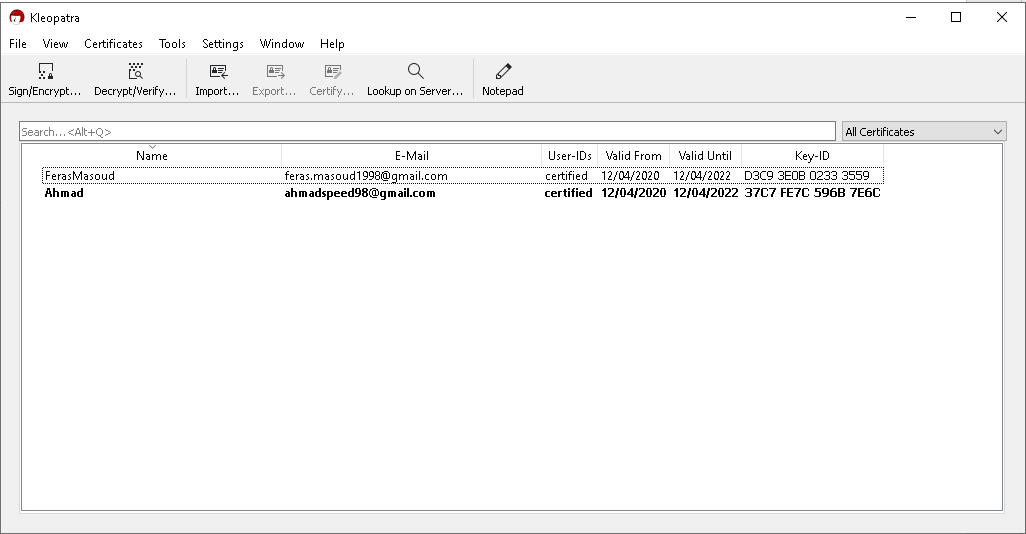 Kleopatra
File View Certificates Tools Settings Window Help
Sign/Encrypt... Decrypt/Verify... Import... Export... Certify... Lookup on Server... Notepad
Search...<Alt+Q> All Certificates
Name E-Mail User-IDs Valid From Valid Until Key-ID
FerasMasoud feras.masoud1998@gmail.com certified 12/04/2020 12/04/2022 D3C9 3E0B 0233 3559
Ahmad ahmadspeed98@gmail.com certified 12/04/2020 12/04/2022 37C7 FE7C 596B 7E6C